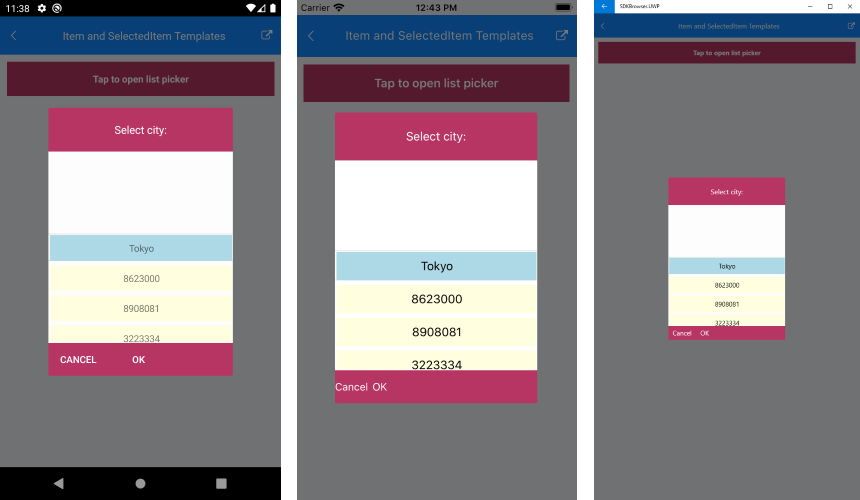 11:38
Item and SelectedItem Templates
Tap to open list picker
Select city:
Tokyo
8623000
8908081
3223334
CANCEL OK
Carrier 12:43 PM
Item and SelectedItem Templates
Tap to open list picker
Select city:
Tokyo
8623000
8908081
3223334
Cancel OK
SDKBrowser.UWP
Item and SelectedItem Templates
Tap to open list picker
Select city:
Tokyo
8623000
8908081
3223334
Cancel OK